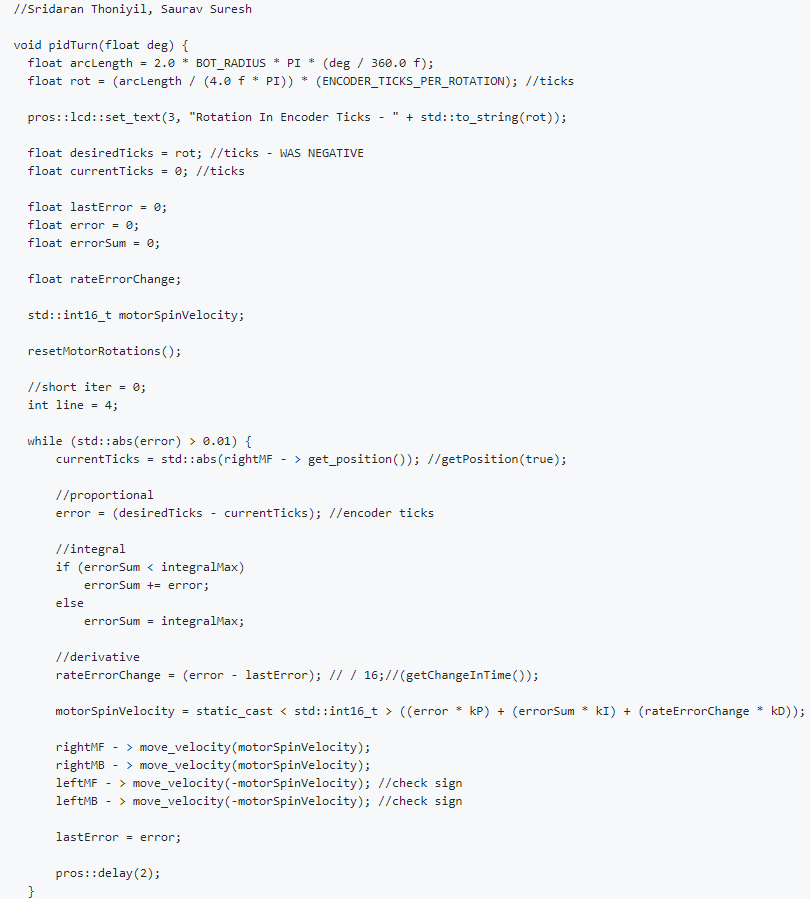 //Sridaran Thoniyil, Saurav Suresh
void pidTurn(float deg) {
float arcLength = 2.0 * BOT_RADIUS * PI * (deg / 360.0 f);
float rot = (arcLength / (4.0 f * PI)) * (ENCODER_TICKS_PER_ROTATION); //ticks
pros::lcd::set_text(3, "Rotation In Encoder Ticks - " + std::to_string(rot));
float desiredTicks = rot; //ticks - WAS NEGATIVE
float currentTicks = 0; //ticks
float lastError = 0;
float error = 0;
float errorSum = 0;
float rateErrorChange;
std::int16_t motorSpinVelocity;
resetMotorRotations();
//short iter = 0;
int line = 4;
while (std::abs(error) > 0.01) {
currentTicks = std::abs(rightMF - > get_position()); //getPosition(true);
//proportional
error = (desiredTicks - currentTicks); //encoder ticks
//integral
if (errorSum < integralMax)
errorSum += error;
else
errorSum = integralMax;
//derivative
rateErrorChange = (error - lastError); // / 16;//(getChangeInTime());
motorSpinVelocity = static_cast < std::int16_t > ((error * kP) + (errorSum * kI) + (rateErrorChange * kD));
rightMF - > move_velocity(motorSpinVelocity);
rightMB - > move_velocity(motorSpinVelocity);
leftMF - > move_velocity(-motorSpinVelocity); //check sign
leftMB - > move_velocity(-motorSpinVelocity); //check sign
lastError = error;
pros::delay(2);
}